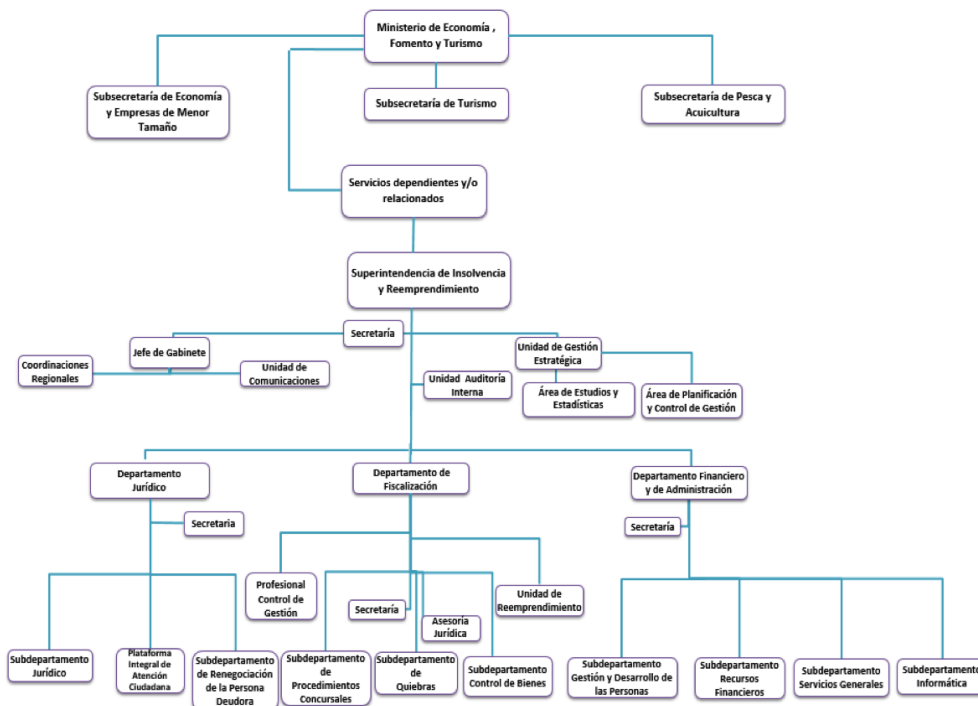 Ministerio de Economía ,
Fomento y Turismo
Subsecretaría de Economía
y Empresas de Menor
Tamaño
Subsecretaría de Turismo
Subsecretaría de Pesca y
Acuicultura
Servicios dependientes y/o
relacionados
Superintendencia de Insolvencia
y Reemprendimiento
Secretaría
Jefe de Gabinete
Unidad de Gestión
Estratégica
Coordinaciones
Regionales
Unidad de
Comunicaciones
Unidad Auditoría
Interna
Área de Estudios y
Estadísticas
Área de Planificación
y Control de Gestión
Departamento
Jurídico
Departamento de
Fiscalización
Departamento Financiero
y de Administración
Secretaria
Secretaría
Profesional
Control de
Gestión
Secretaría
Asesoría
Jurídica
Unidad de
Reemprendimiento
Subdepartamento
Jurídico
Plataforma
Integral de
Atención
Ciudadana
Subdepartamento
de Renegociación
de la Persona
Deudora
Subdepartamento
de
Procedimientos
Concursales
Subdepartamento
de
Quiebras
Subdepartamento
Control de Bienes
Subdepartamento
Gestión y Desarrollo de
las Personas
Subdepartamento
Recursos
Financieros
Subdepartamento
Servicios Generales
Subdepartamento
Informática